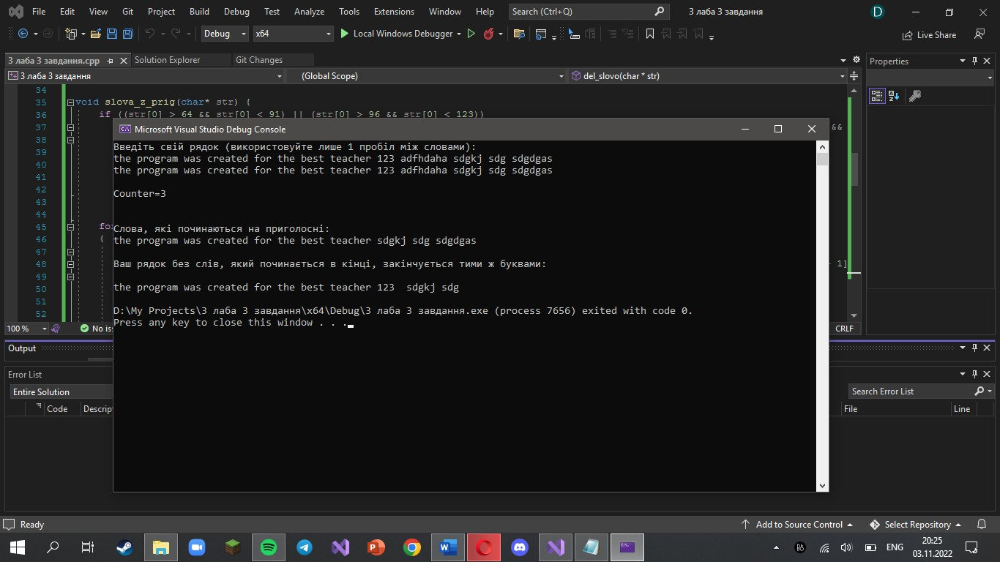 File Edit View Git Project Build Debug Test Analyze Tools Extensions Window Help Search (Ctrl+Q) 3 лаба 3 завдання D
Debug x64 Local Windows Debugger Live Share
3 лаба 3 завдання.cpp Solution Explorer Git Changes
Properties
3 лаба 3 завдання (Global Scope) del_slovo(char * str)
34
35 void slova_z_prig(char* str) {
36 if ((str[0] > 64 && str[0] < 91) || (str[0] > 96 && str[0] < 123))
37 &&
38
39
40
41
42
43
44
45 for
46 {
47
48 - 1]
49
50
51
52
Microsoft Visual Studio Debug Console
Введіть свій рядок (використовуйте лише 1 пробіл між словами):
the program was created for the best teacher 123 adfhdaha sdgkj sdg sdgdgas
the program was created for the best teacher 123 adfhdaha sdgkj sdg sdgdgas
Counter=3
Слова, які починаються на приголосні:
the program was created for the best teacher sdgkj sdg sdgdgas
Ваш рядок без слів, який починається в кінці, закінчується тими ж буквами:
the program was created for the best teacher 123  sdgkj sdg
D:\My Projects\3 лаба 3 завдання\x64\Debug\3 лаба 3 завдання.exe (process 7656) exited with code 0.
Press any key to close this window . . .
100 % No CRLF
Output
Error List
Entire Solution Search Error List
Code File Line
Ready Add to Source Control Select Repository
ENG 20:25
03.11.2022